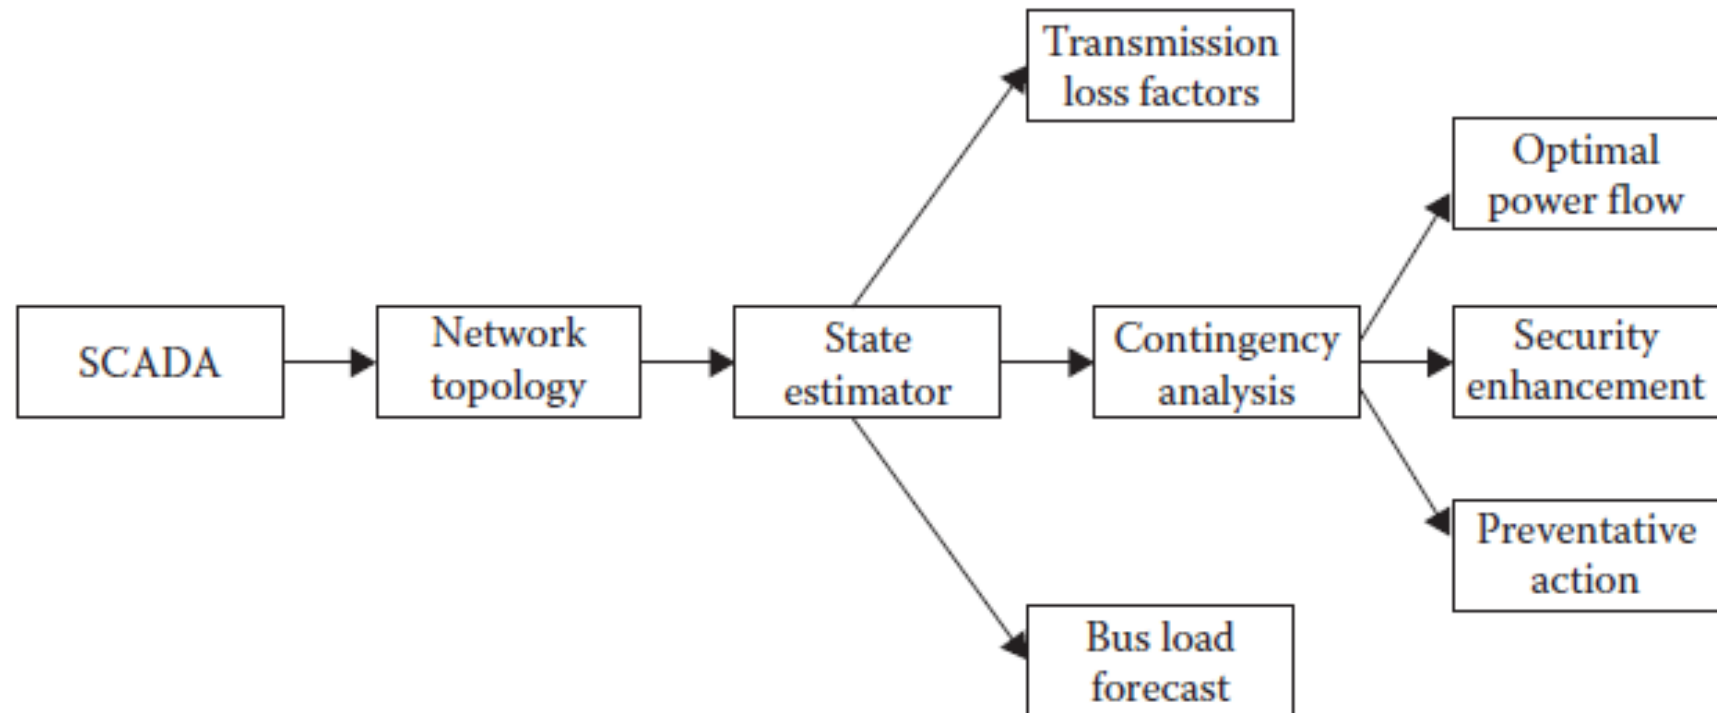 Transmission
loss factors
Optimal
power flow
SCADA
Network
topology
State
estimator
Contingency
analysis
Security
enhancement
Preventative
action
Bus load
forecast